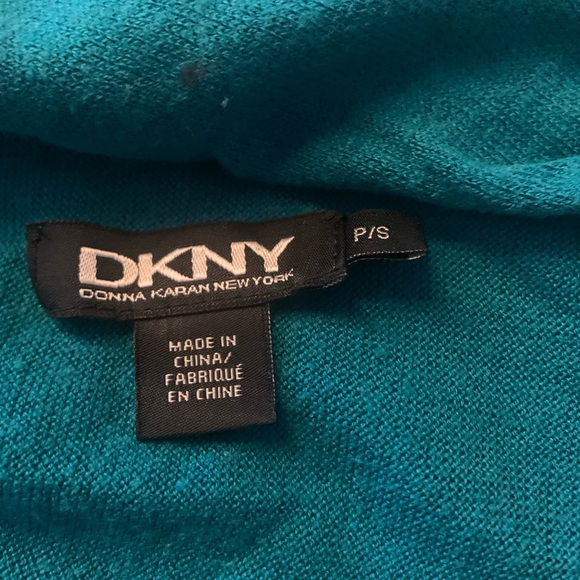 DKNY
DONNA KARAN NEW YORK
P/S
MADE IN
CHINA/
FABRIQUÉ
EN CHINE